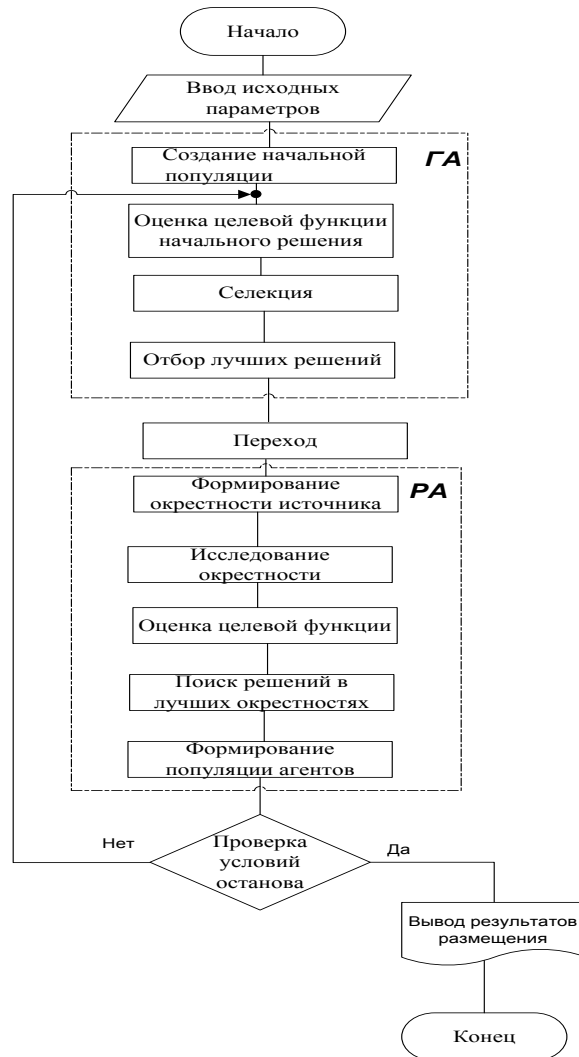 Начало
Ввод исходных
параметров
ГА
Создание начальной
популяции
Оценка целевой функции
начального решения
Селекция
Отбор лучших решений
Переход
РА
Формирование
окрестности источника
Исследование
окрестности
Оценка целевой функции
Поиск решений в
лучших окрестностях
Формирование
популяции агентов
Нет
Проверка
условий
останова
Да
Вывод результатов
размещения
Конец